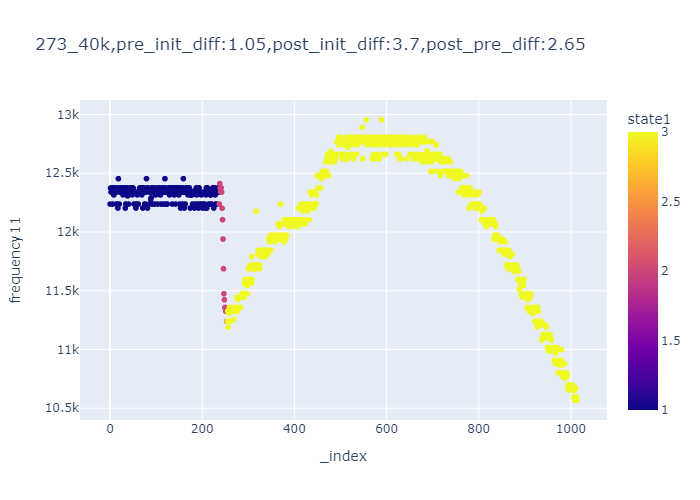 273_40k,pre_init_diff:1.05,post_init_diff:3.7,post_pre_diff:2.65
state1
13k
12.5k
12k
11.5k
11k
10.5k
frequency11
0
200
400
600
800
1000
_index
3
2.5
2
1.5
1